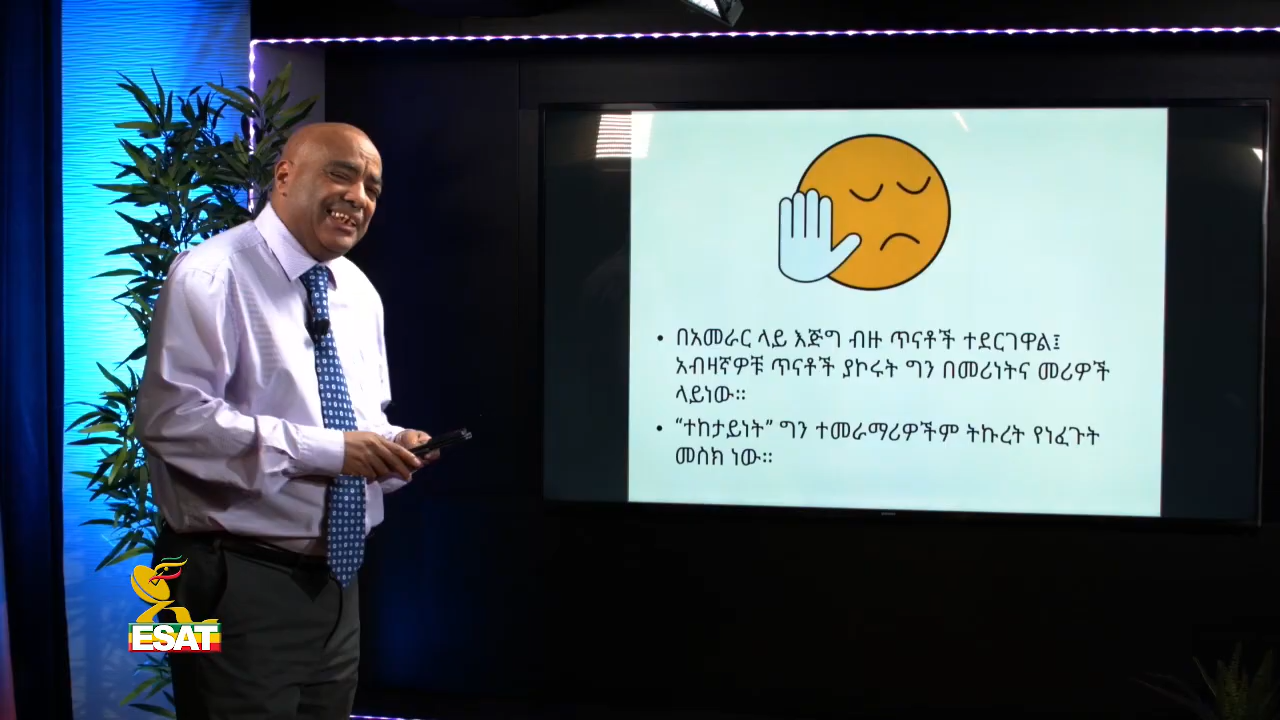 • በአመራር ላይ እጅግ ብዙ ጥናቶች ተደርገዋል፤
አብዛኛዎቹ ጥናቶች ያኮሩት ግን በመሪነትና መሪዎች
ላይነው።
• “ተከታይነት” ግን ተመራማሪዎችም ትኩረት የነፈጉት
መስክ ነው።
ESAT